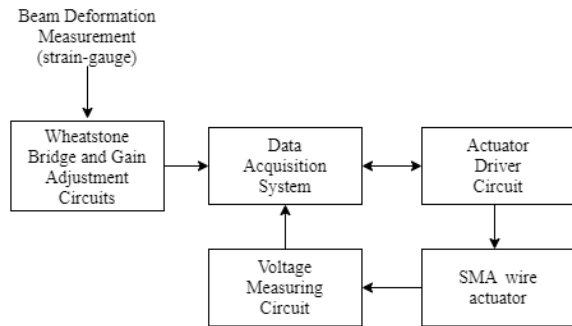 Beam Deformation
Measurement
(strain-gauge)
Wheatstone
Bridge and Gain
Adjustment
Circuits
Data
Acquisition
System
Actuator
Driver
Circuit
Voltage
Measuring
Circuit
SMA wire
actuator